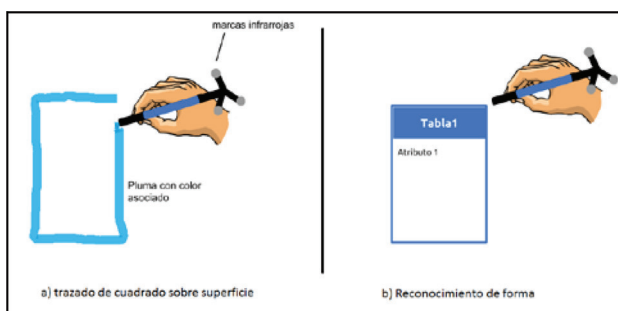 marcas infrarrojas
Pluma con color
asociado
a) trazado de cuadrado sobre superficie
Tabla1
Atributo 1
b) Reconocimiento de forma